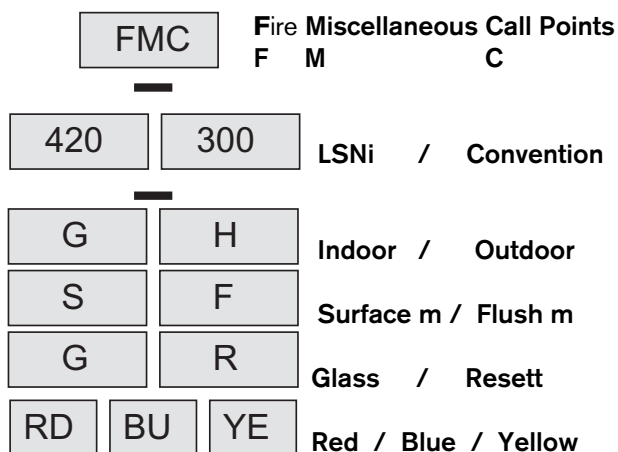 FMC Fire Miscellaneous Call Points
F M C
420 300 LSNi / Convention
G H Indoor / Outdoor
S F Surface m / Flush m
G R Glass / Resett
RD BU YE Red / Blue / Yellow